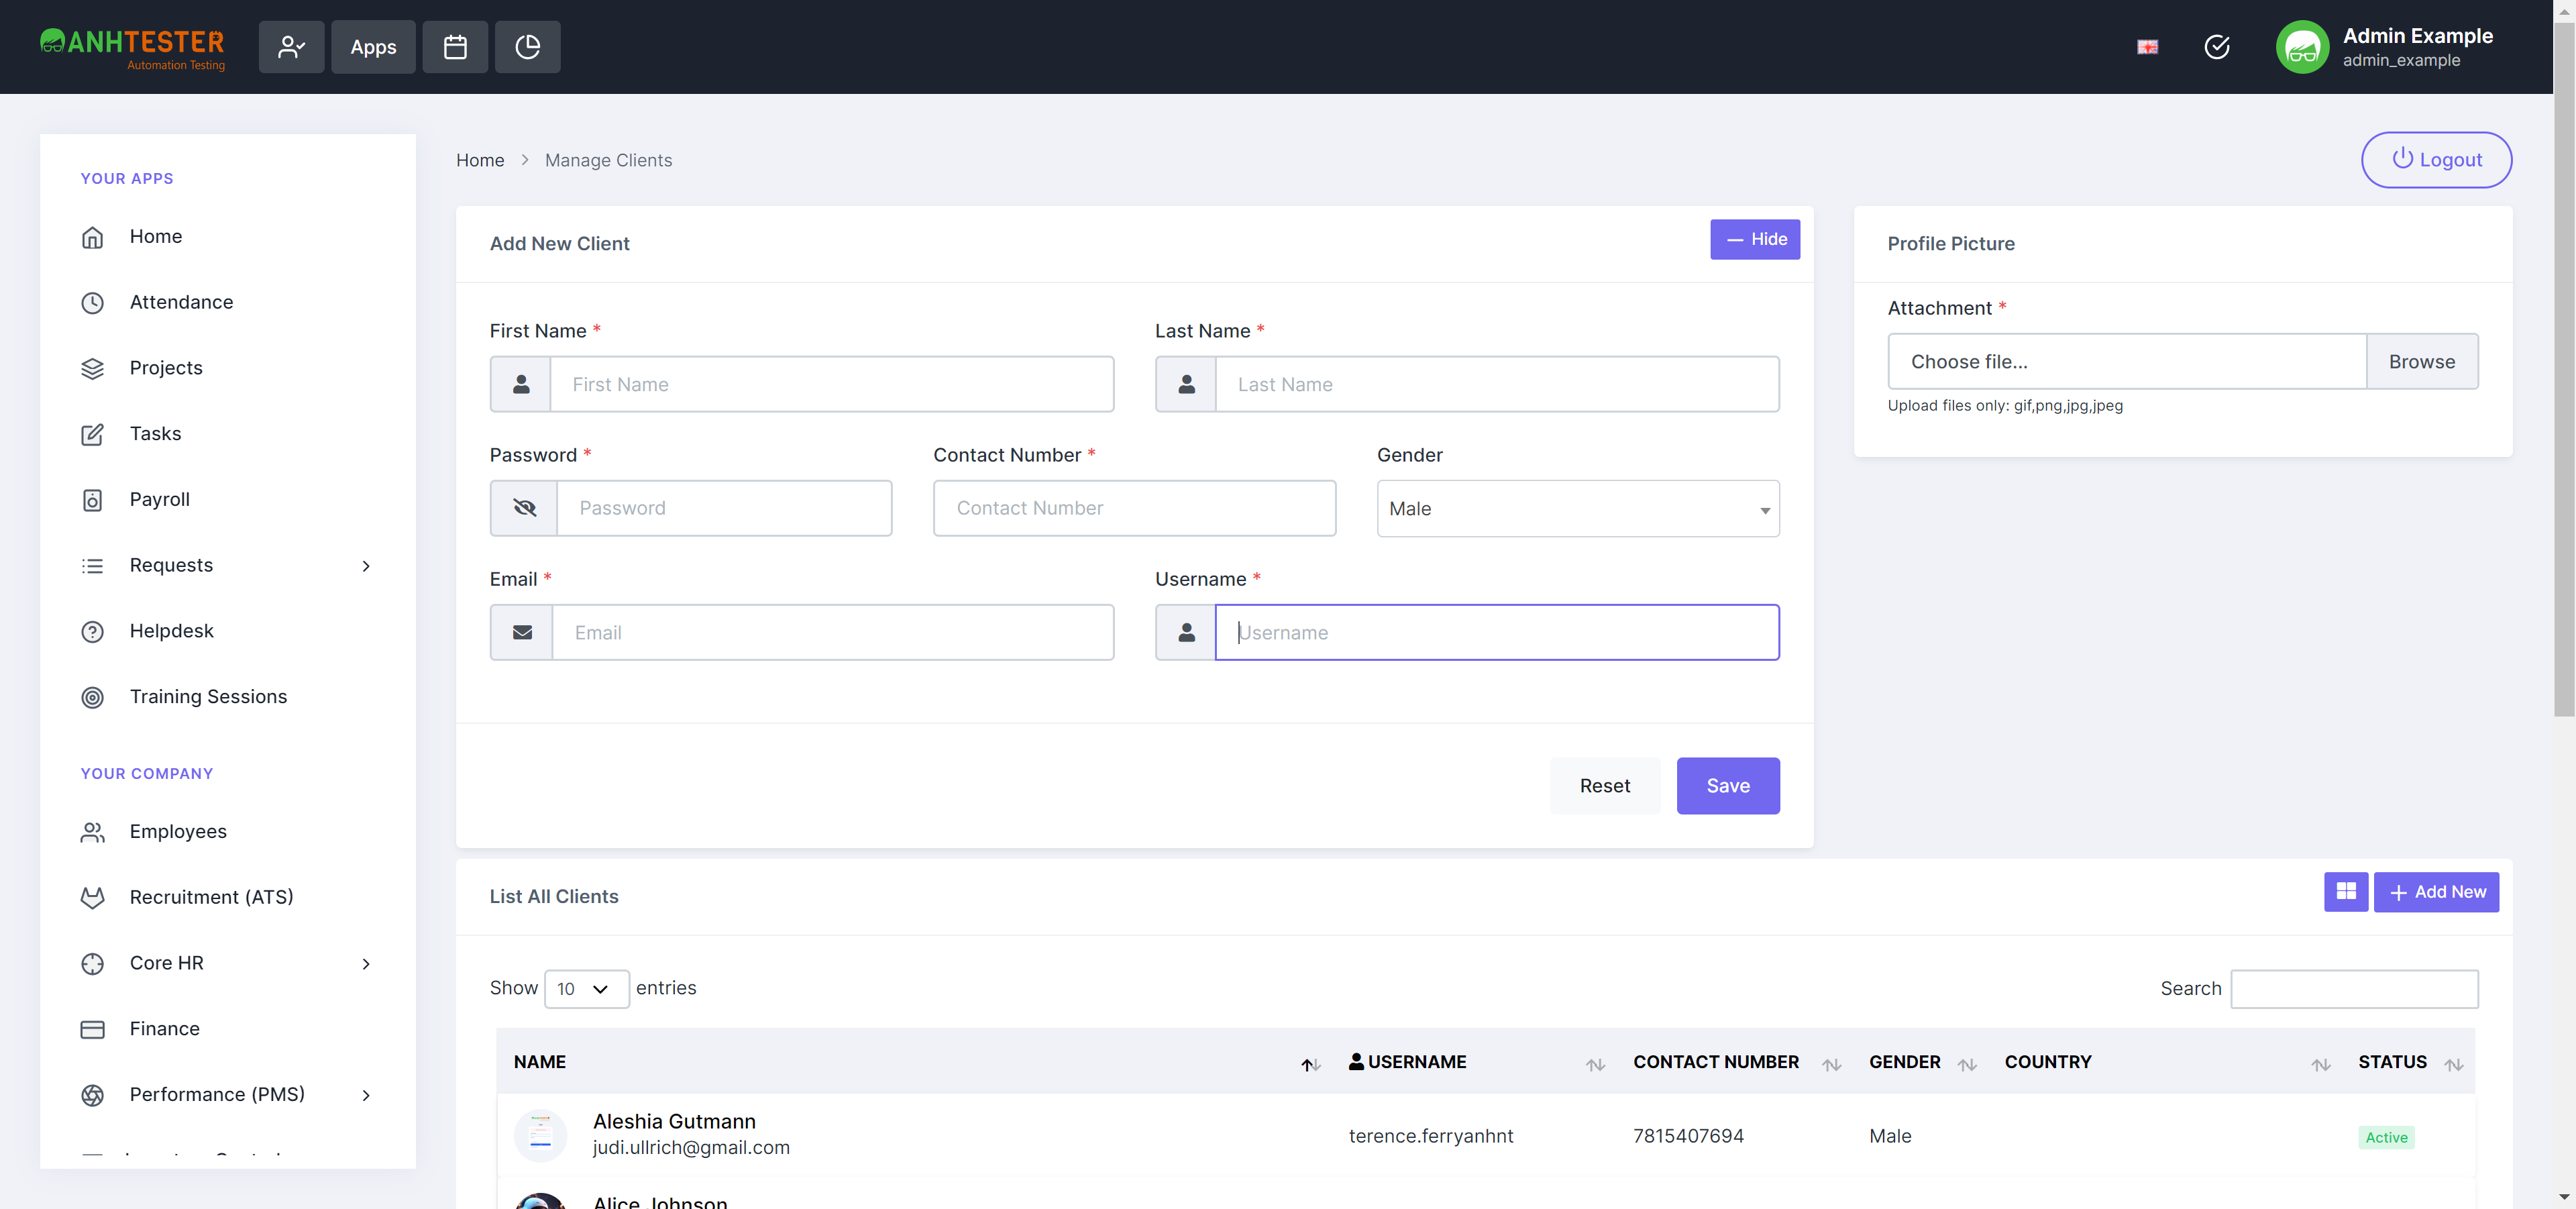 ANHTESTER
Automation Testing
Apps
Admin Example
admin_example
YOUR APPS
Home
Attendance
Projects
Tasks
Payroll
Requests
Helpdesk
Training Sessions
YOUR COMPANY
Employees
Recruitment (ATS)
Core HR
Finance
Performance (PMS)
Home > Manage Clients
Logout
Add New Client
Hide
First Name *
Last Name *
First Name
Last Name
Password *
Contact Number *
Gender
Password
Contact Number
Male
Email *
Username *
Email
Username
Reset
Save
Profile Picture
Attachment *
Choose file...
Browse
Upload files only: gif,png,jpg,jpeg
List All Clients
Add New
Show 10 entries
Search
NAME USERNAME CONTACT NUMBER GENDER COUNTRY STATUS
Aleshia Gutmann
judi.ullrich@gmail.com
terence.ferryanhnt
7815407694
Male
Active
Alice Johnson